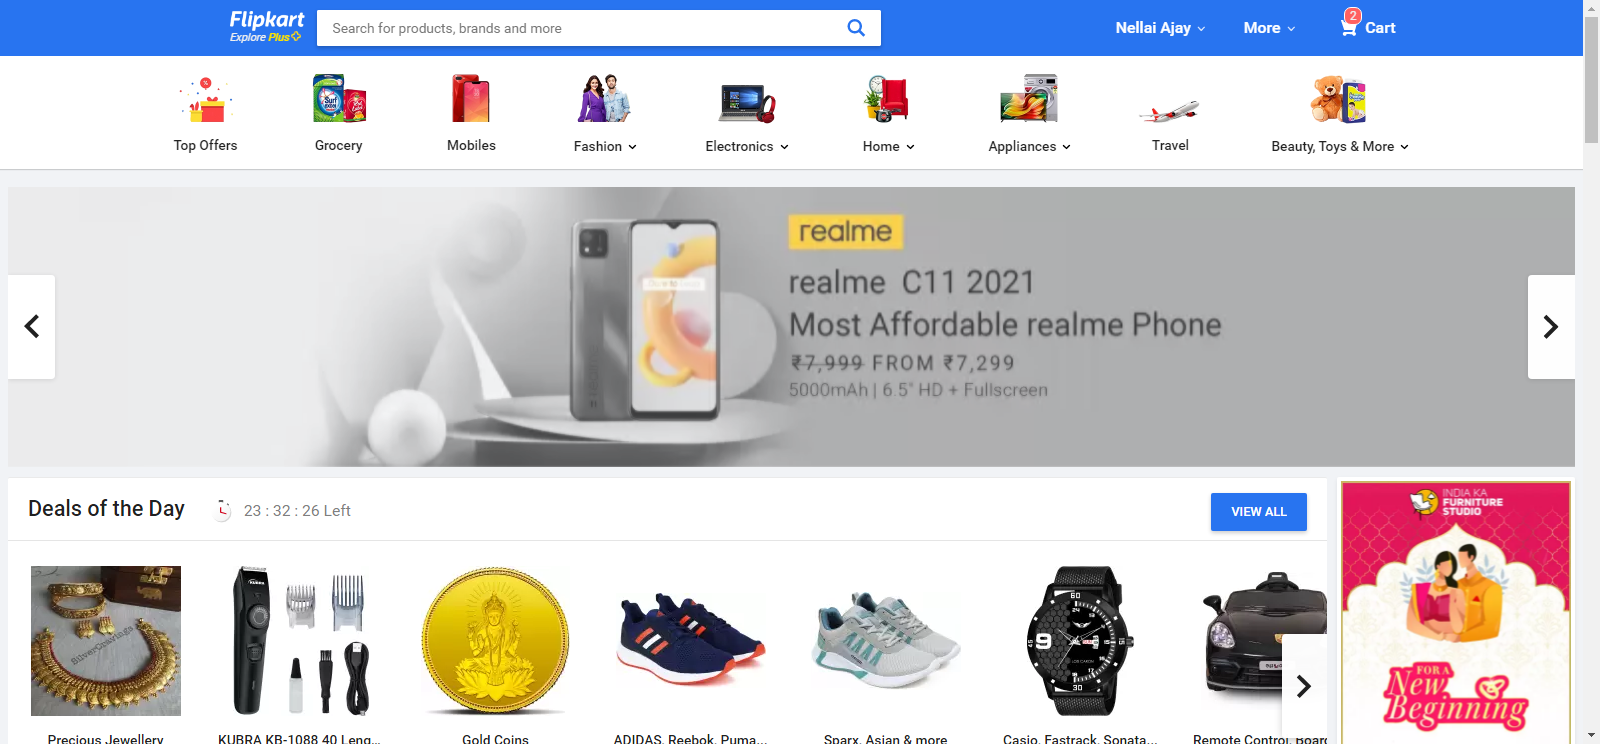 Flipkart
Explore Plus
Search for products, brands and more
Nellai Ajay
More
2
Cart
Top Offers
Grocery
Mobiles
Fashion
Electronics
Home
Appliances
Travel
Beauty, Toys & More
realme
realme C11 2021
Most Affordable realme Phone
₹7,999 FROM ₹7,299
5000mAh | 6.5" HD + Fullscreen
Deals of the Day
23 : 32 : 26 Left
VIEW ALL
INDIA KA
FURNITURE
STUDIO
FOR A
New
Beginning
Precious Jewellery
KUBRA KB-1088 40 Leng...
Gold Coins
ADIDAS, Reebok, Puma...
Sparx, Asian & more
Casio, Fastrack, Sonata...
Remote Control, Board